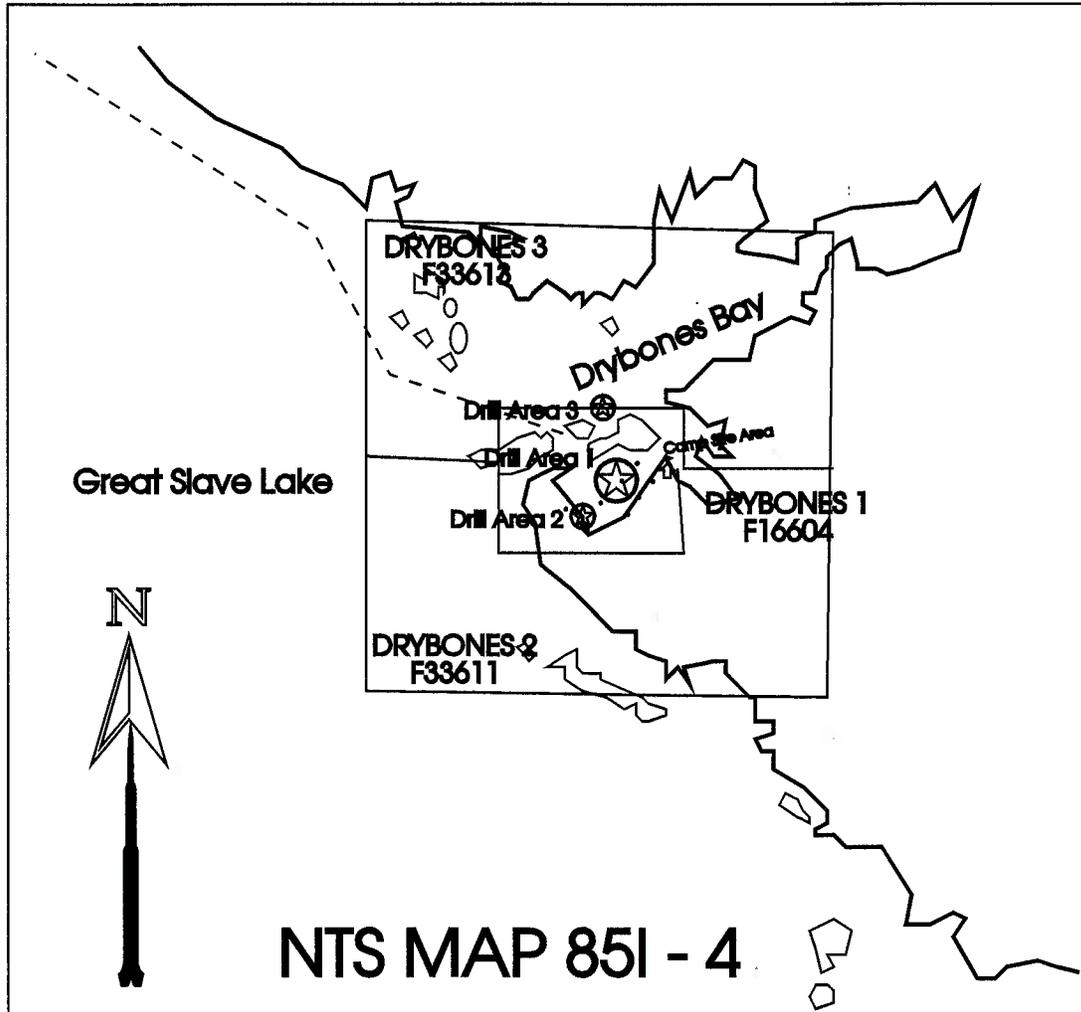 DRYBONES 3
F33613
Drybones Bay
Drill Area 3
Camp Site Area
Drill Area 1
Great Slave Lake
DRYBONES 1
F16604
Drill Area 2
N
DRYBONES 2
F33611
NTS MAP 85I - 4